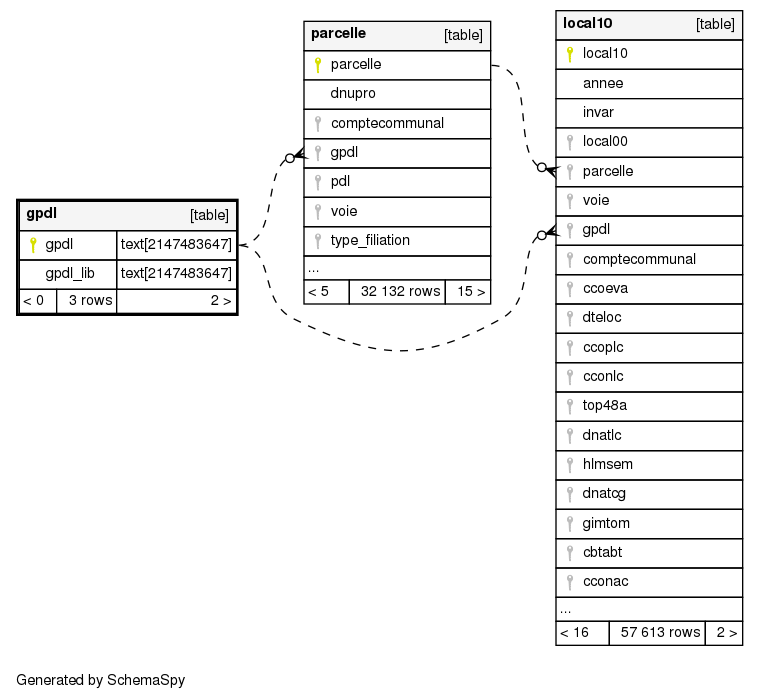 gpdl [table]
gpdl text[2147483647]
gpdl_lib text[2147483647]
< 0 3 rows 2 >
parcelle [table]
parcelle
dnupro
comptecommunal
gpdl
pdl
voie
type_filiation
...
< 5 32 132 rows 15 >
local10 [table]
local10
annee
invar
local00
parcelle
voie
gpdl
comptecommunal
ccoeva
dteloc
ccoplc
cconlc
top48a
dnatlc
hlmsem
dnatcg
gimtom
cbtabt
cconac
...
< 16 57 613 rows 2 >
Generated by SchemaSpy